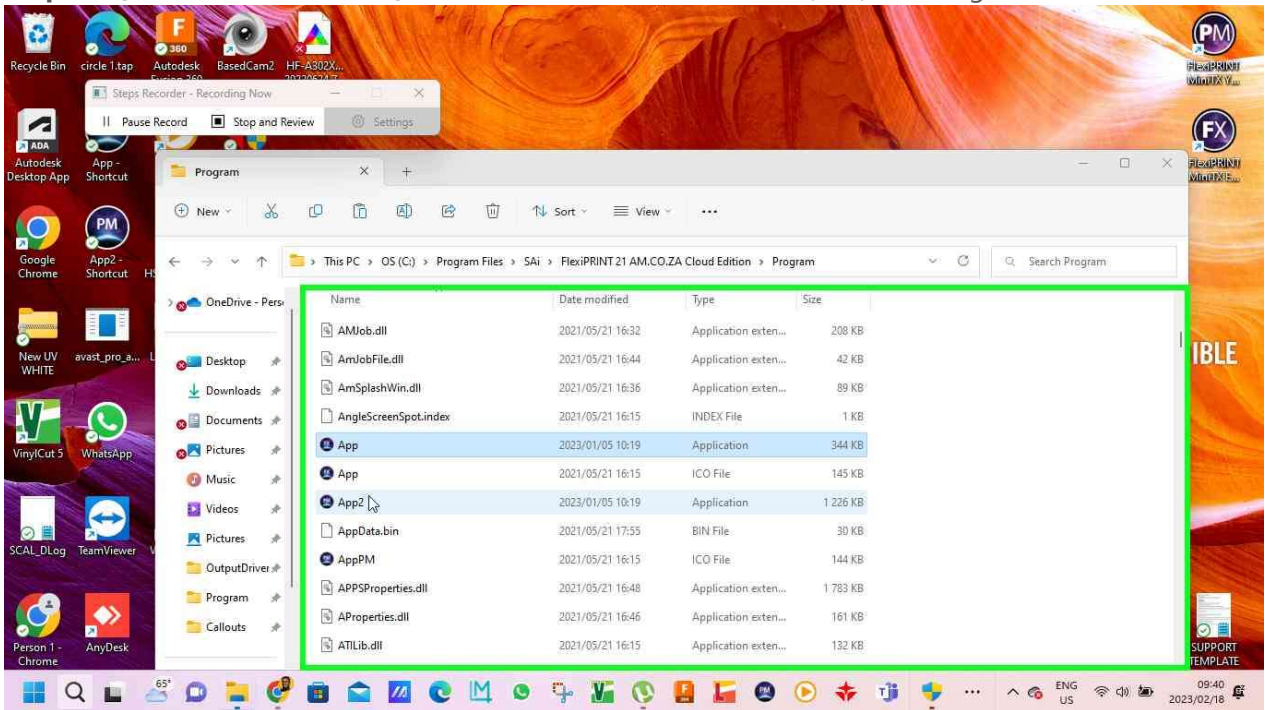 Recycle Bin
circle 1.tap
Autodesk
BasedCam2
HF-A302X...
F
360
Steps Recorder - Recording Now
Pause Record
Stop and Review
Settings
ADA
Autodesk
Desktop App
App -
Shortcut
Program
New
Sort
View
PM
Google
Chrome
App2 -
Shortcut
This PC > OS (C:) > Program Files > SAi > FlexiPRINT 21 AM.CO.ZA Cloud Edition > Program
Search Program
OneDrive - Pers
Desktop
Downloads
Documents
Pictures
Music
Videos
Pictures
OutputDriver
Program
Callouts
Name Date modified Type Size
AMJob.dll 2021/05/21 16:32 Application exten... 208 KB
AmJobFile.dll 2021/05/21 16:44 Application exten... 42 KB
AmSplashWin.dll 2021/05/21 16:36 Application exten... 89 KB
AngleScreenSpot.index 2021/05/21 16:15 INDEX File 1 KB
App 2023/01/05 10:19 Application 344 KB
App 2021/05/21 16:15 ICO File 145 KB
App2 2023/01/05 10:19 Application 1 226 KB
AppData.bin 2021/05/21 17:55 BIN File 30 KB
AppPM 2021/05/21 16:15 ICO File 144 KB
APPSProperties.dll 2021/05/21 16:48 Application exten... 1 783 KB
AProperties.dll 2021/05/21 16:46 Application exten... 161 KB
ATILib.dll 2021/05/21 16:15 Application exten... 132 KB
New UV
WHITE
avast_pro_a...
VinylCut 5
WhatsApp
SCAL_DLog
TeamViewer
Person 1 -
Chrome
AnyDesk
PM
FlexiPRINT
FX
FlexiPRINT
IBLE
SUPPORT
TEMPLATE
65°
ENG
US
09:40
2023/02/18